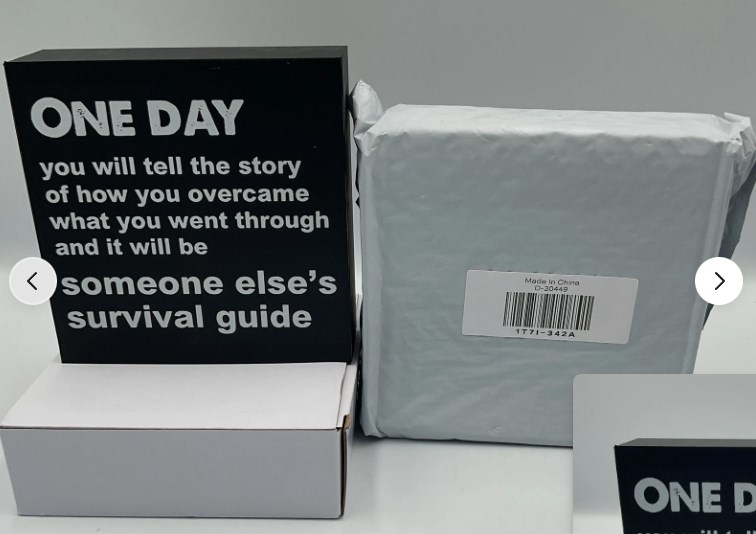 ONE DAY
you will tell the story
of how you overcame
what you went through
and it will be
someone else's
survival guide
Made In China
D-30449
1T7I-342A
ONE D